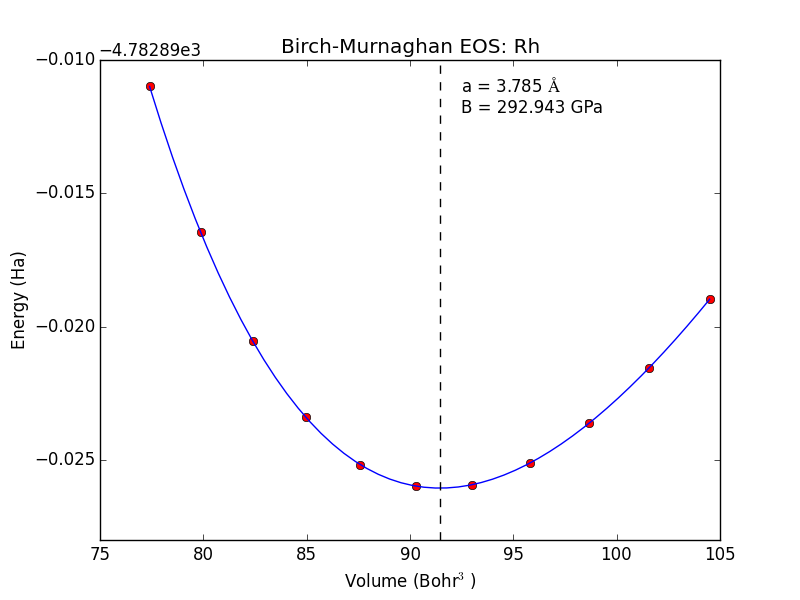 −4.78289e3
Birch-Murnaghan EOS: Rh
a = 3.785 Å
B = 292.943 GPa
−0.010
−0.015
−0.020
−0.025
Energy (Ha)
75 80 85 90 95 100 105
Volume (Bohr³ )